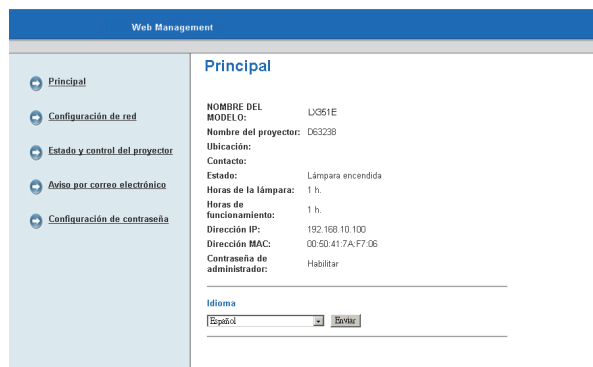 Web Management
Principal
Configuración de red
Estado y control del proyector
Aviso por correo electrónico
Configuración de contraseña
Principal
NOMBRE DEL
MODELO: LX351E
Nombre del proyector: D63238
Ubicación:
Contacto:
Estado: Lámpara encendida
Horas de la lámpara: 1 h.
Horas de
funcionamiento: 1 h.
Dirección IP: 192.168.10.100
Dirección MAC: 00:50:41:7A:F7:06
Contraseña de
administrador: Habilitar
Idioma
Español Enviar